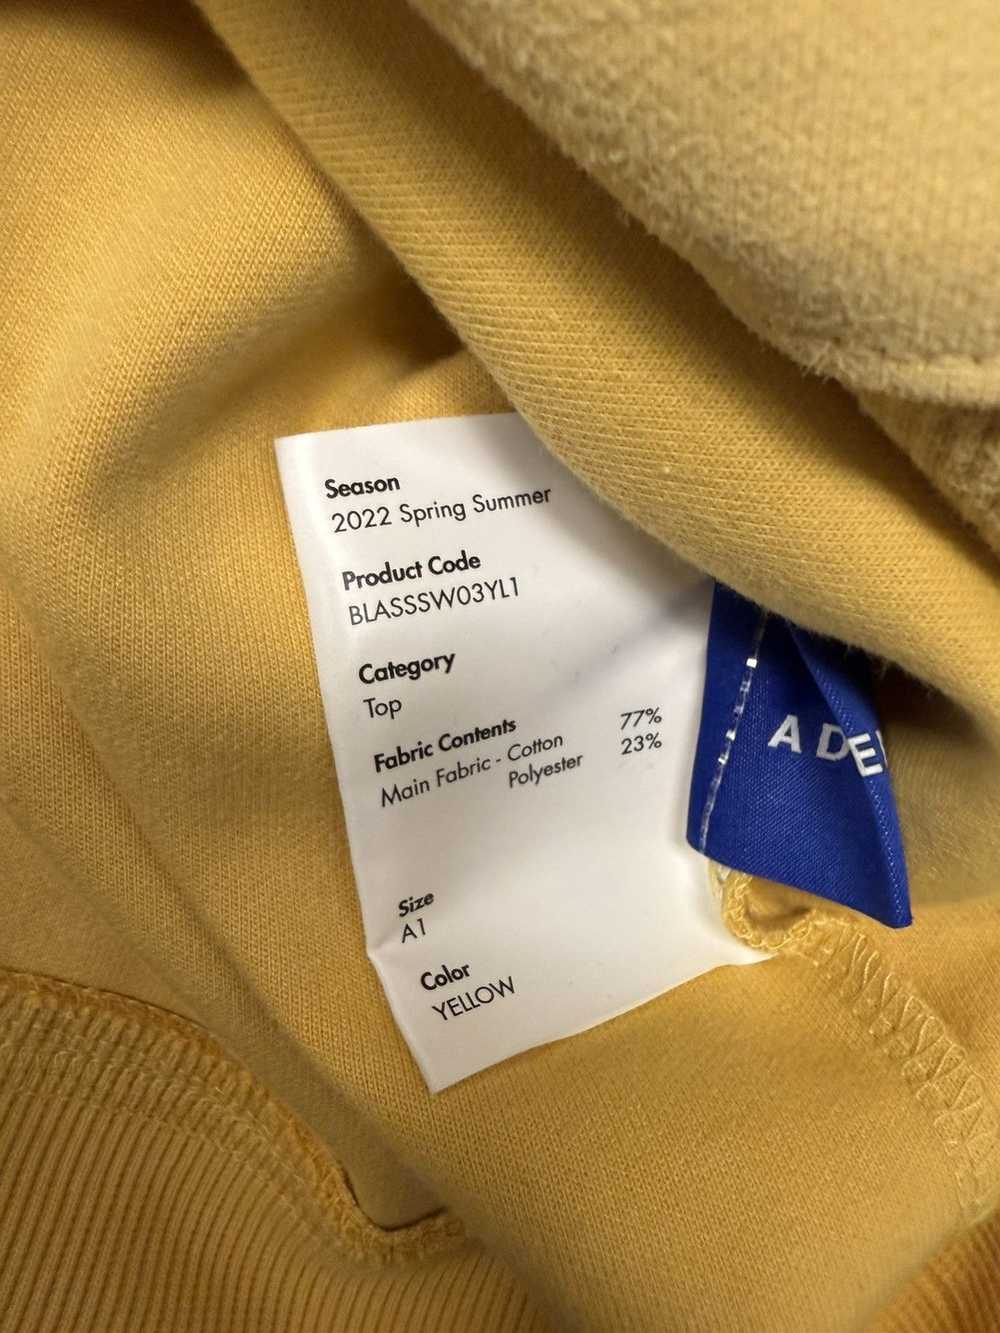 Season
2022 Spring Summer
Product Code
BLASSSW03YL1
Category
Top
Fabric Contents
Main Fabric - Cotton 77%
Polyester 23%
Size
A1
Color
YELLOW
ADE